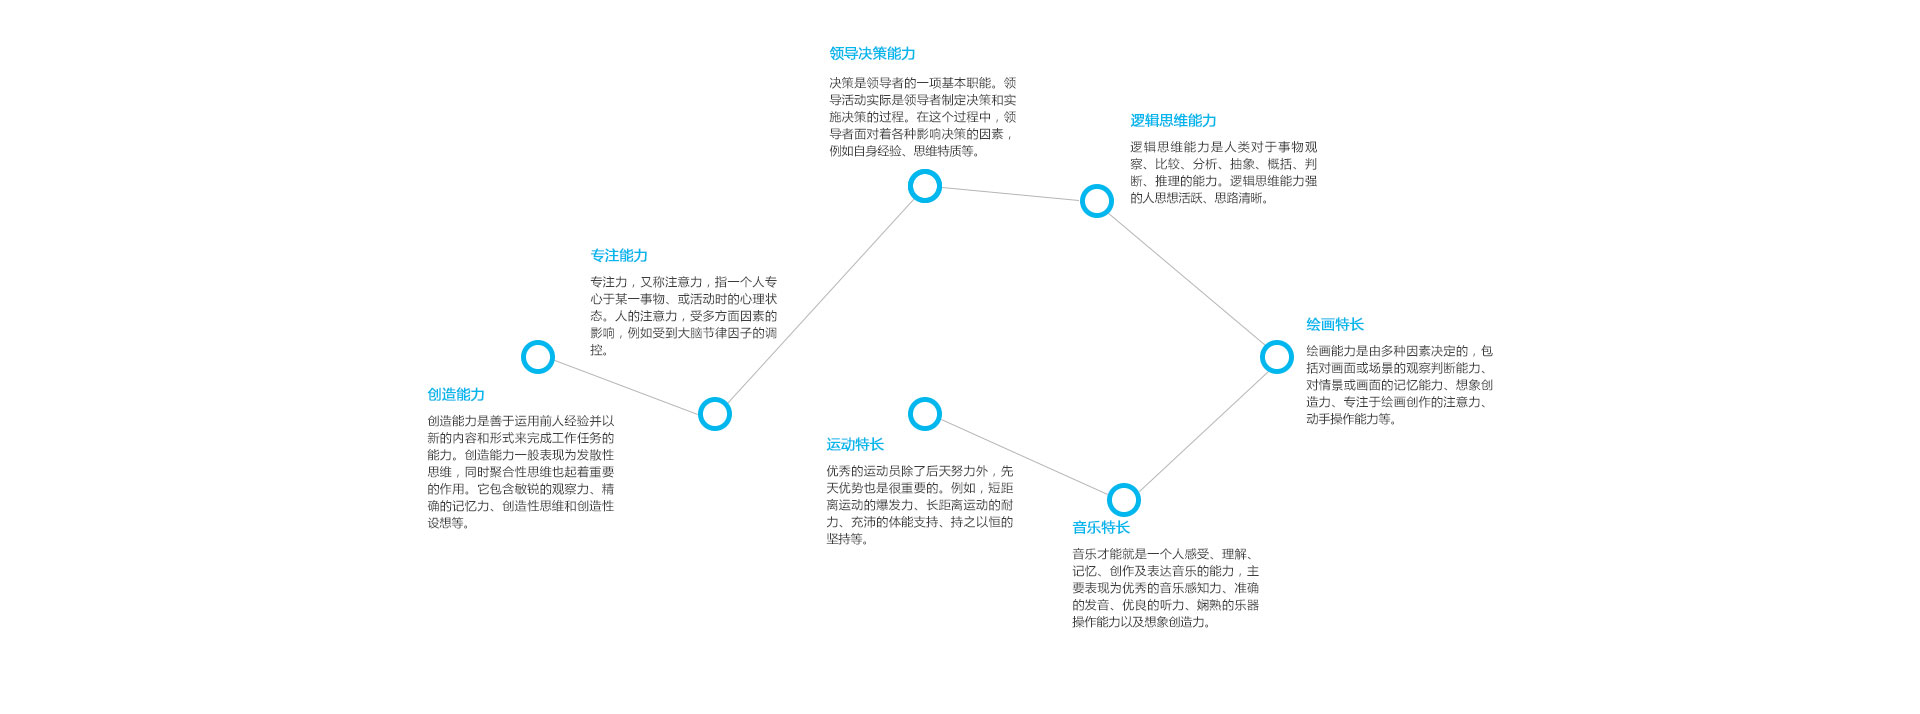 领导决策能力
决策是领导者的一项基本职能。领
导活动实际是领导者制定决策和实
施决策的过程。在这个过程中，领
导者面对着各种影响决策的因素，
例如自身经验、思维特质等。
逻辑思维能力
逻辑思维能力是人类对于事物观
察、比较、分析、抽象、概括、判
断、推理的能力。逻辑思维能力强
的人思想活跃、思路清晰。
专注能力
专注力，又称注意力，指一个人专
心于某一事物、或活动时的心理状
态。人的注意力，受多方面因素的
影响，例如受到大脑节律因子的调
控。
绘画特长
绘画能力是由多种因素决定的，包
括对画面或场景的观察判断能力、
对情景或画面的记忆能力、想象创
造力、专注于绘画创作的注意力、
动手操作能力等。
创造能力
创造能力是善于运用前人经验并以
新的内容和形式来完成工作任务的
能力。创造能力一般表现为发散性
思维，同时聚合性思维也起着重要
的作用。它包含敏锐的观察力、精
确的记忆力、创造性思维和创造性
设想等。
运动特长
优秀的运动员除了后天努力外，先
天优势也是很重要的。例如，短距
离运动的爆发力、长距离运动的耐
力、充沛的体能支持、持之以恒的
坚持等。
音乐特长
音乐才能就是一个人感受、理解、
记忆、创作及表达音乐的能力，主
要表现为优秀的音乐感知力、准确
的发音、优良的听力、娴熟的乐器
操作能力以及想象创造力。